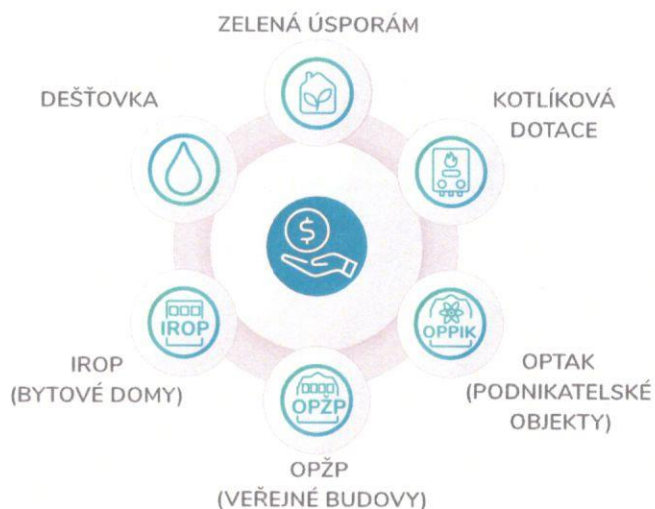 ZELENÁ ÚSPORÁM
DEŠŤOVKA
KOTLÍKOVÁ
DOTACE
$
IROP
OPPIK
IROP
(BYTOVÉ DOMY)
OPTAK
(PODNIKATELSKÉ
OBJEKTY)
OPŽP
OPŽP
(VEŘEJNÉ BUDOVY)